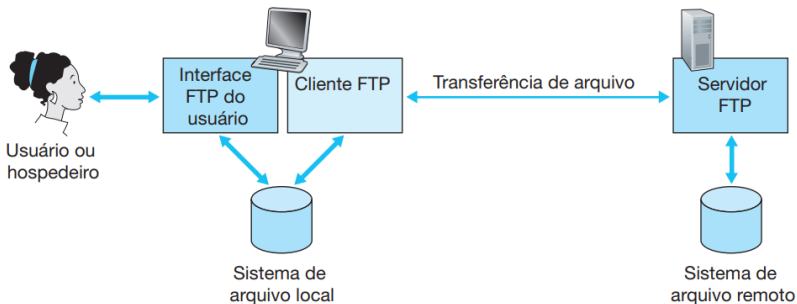 Usuário ou
hospedeiro
Interface
FTP do
usuário
Cliente FTP
Transferência de arquivo
Servidor
FTP
Sistema de
arquivo local
Sistema de
arquivo remoto